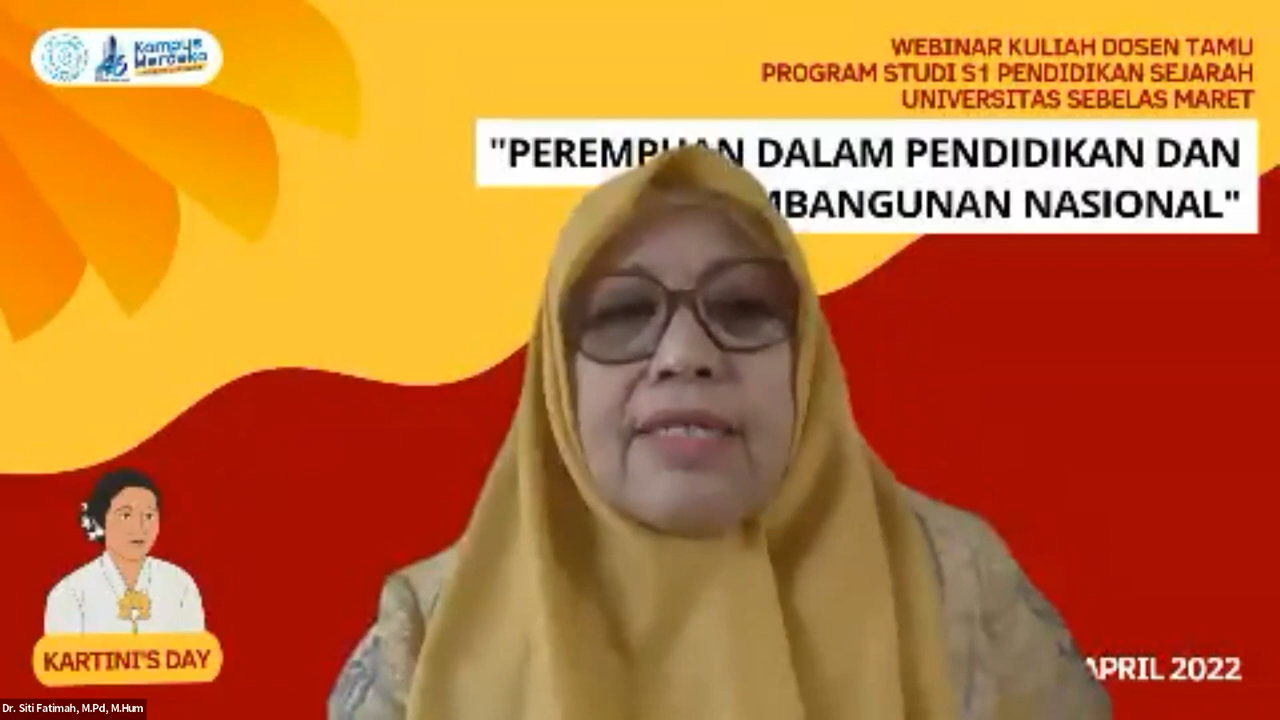 Kampus
Merdeka
WEBINAR KULIAH DOSEN TAMU
PROGRAM STUDI S1 PENDIDIKAN SEJARAH
UNIVERSITAS SEBELAS MARET
"PEREMPUAN DALAM PENDIDIKAN DAN
MBANGUNAN NASIONAL"
KARTINI'S DAY
APRIL 2022
Dr. Siti Fatimah, M.Pd, M.Hum